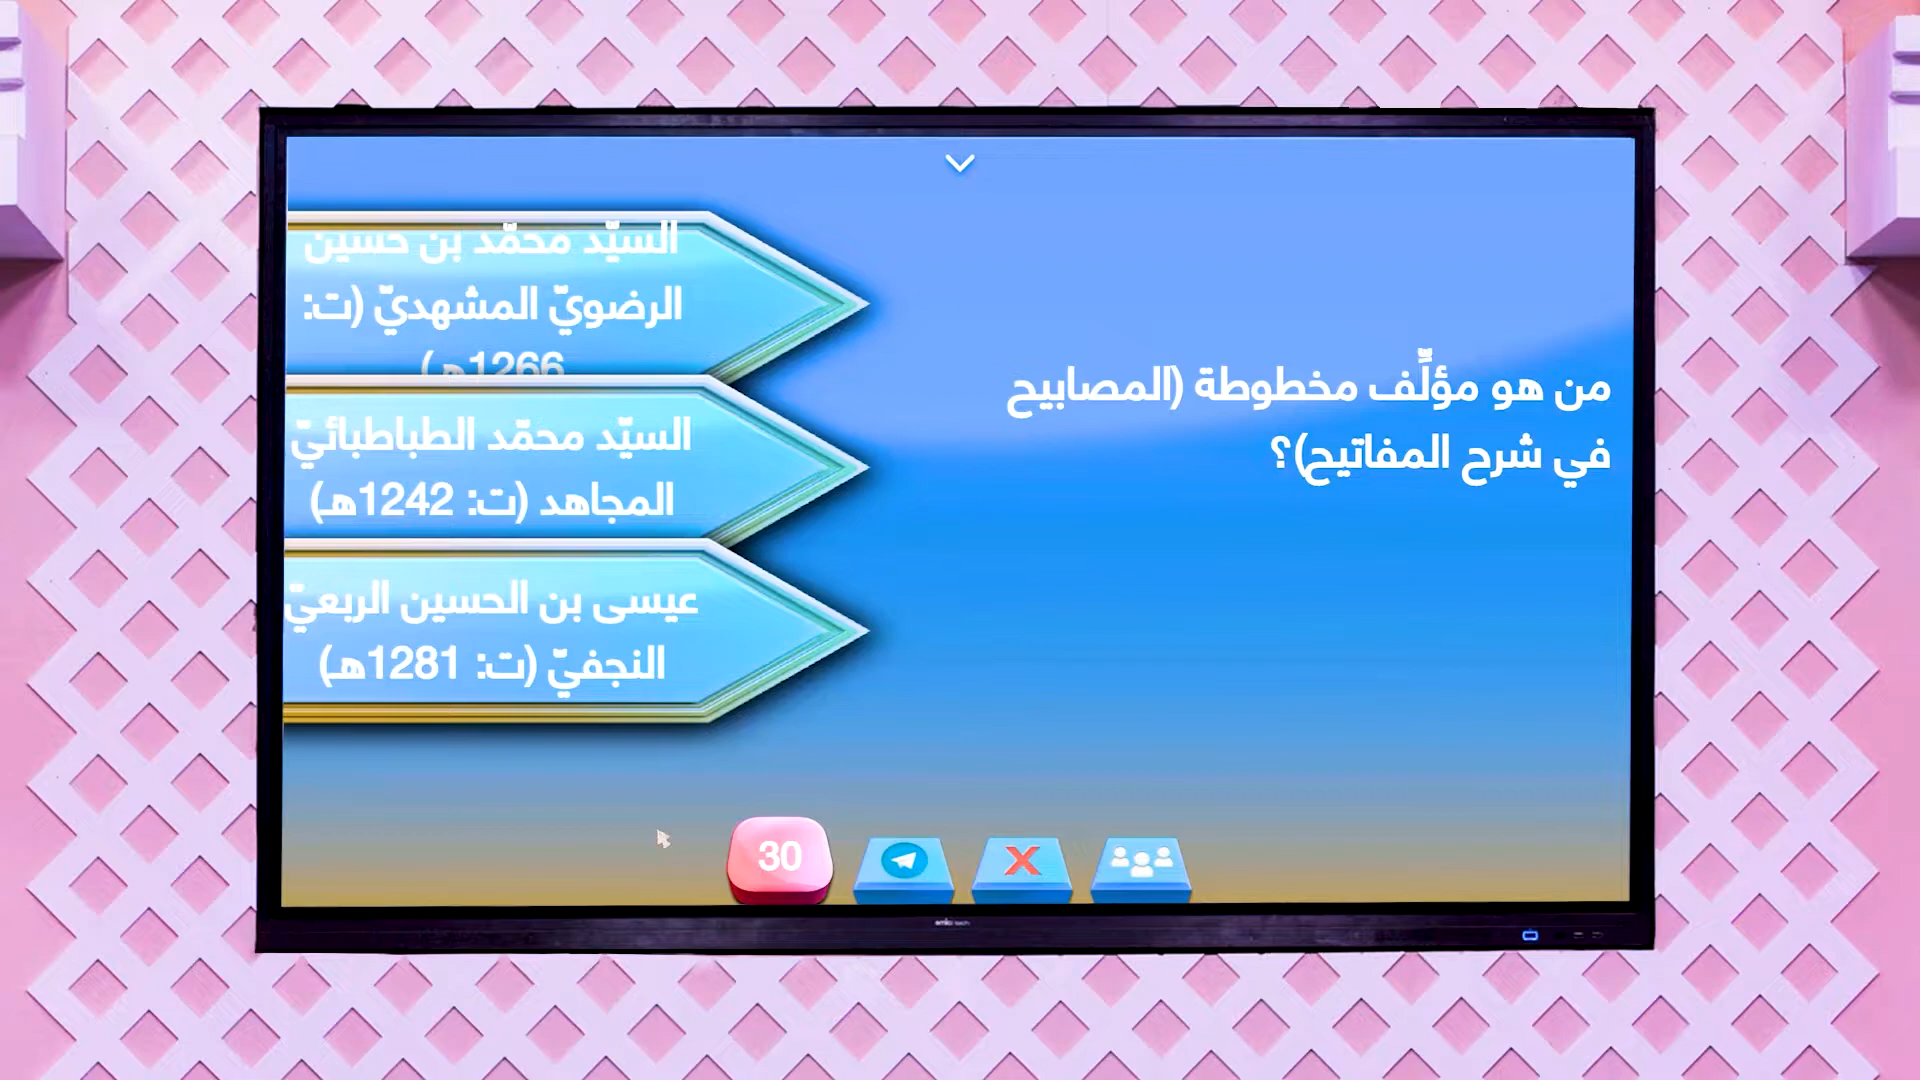 من هو مؤلِّف مخطوطة (المصابيح
في شرح المفاتيح)؟
السيّد محمّد بن حسين
الرضويّ المشهديّ (ت:
1266هـ)
السيّد محمّد الطباطبائيّ
المجاهد (ت: 1242هـ)
عيسى بن الحسين الربعيّ
النجفيّ (ت: 1281هـ)
30